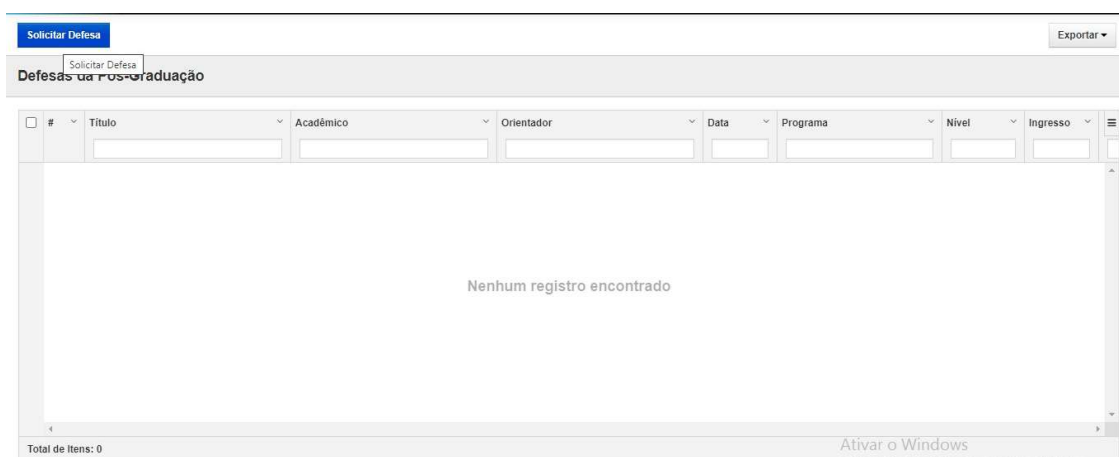 Solicitar Defesa
Exportar
Solicitar Defesa
Defesas da Pós-Graduação
# Título Acadêmico Orientador Data Programa Nível Ingresso
Nenhum registro encontrado
Total de Itens: 0
Ativar o Windows